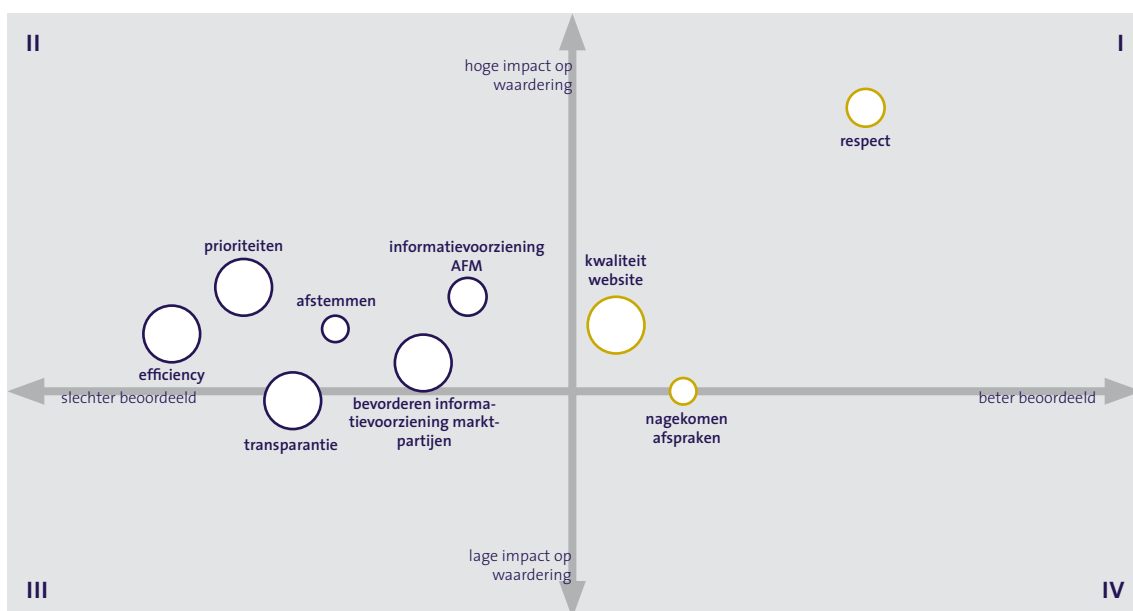 II
I
hoge impact op
waardering
respect
prioriteiten
informatievoorziening
AFM
kwaliteit
website
afstemmen
efficiency
slechter beoordeeld
beter beoordeeld
bevorderen informa-
tievoorziening markt-
partijen
nagekomen
afspraken
transparantie
lage impact op
waardering
III
IV